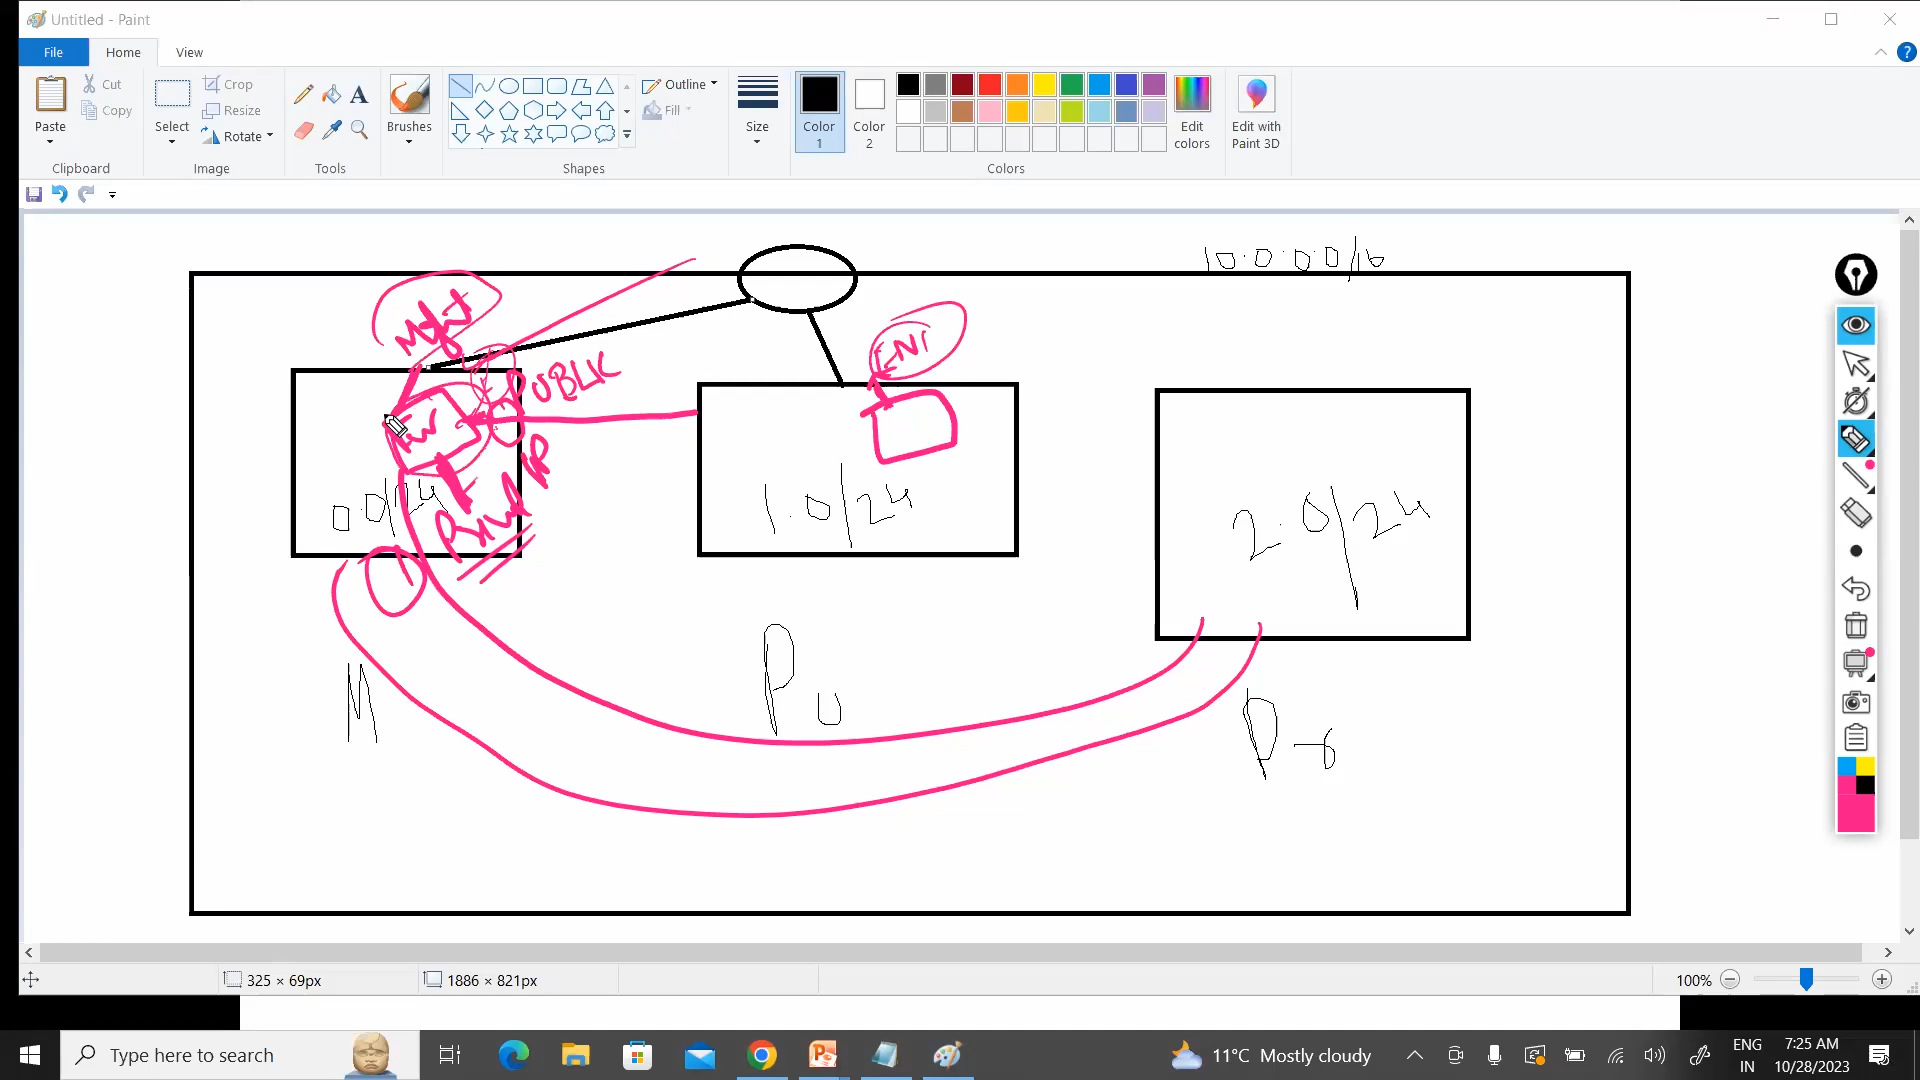 Untitled - Paint
File Home View ?
Cut
Copy
Paste
Crop
Resize
Select
Rotate
A
Brushes
Outline
Fill
Size
Color
1
Color
2
Edit
colors
Edit with
Paint 3D
Clipboard Image Tools Shapes Colors
10.0.0.0/16
Mgnt
ENI
PUBLIC
FW
IP
0.0/24
1.0/24
2.0/24
M
Pu
325 × 69px 1886 × 821px 100%
Type here to search
11°C Mostly cloudy
ENG
IN
7:25 AM
10/28/2023